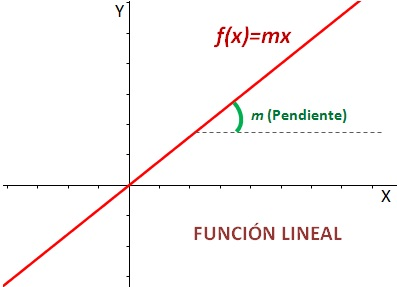 Y
f(x)=mx
m (Pendiente)
X
FUNCIÓN LINEAL